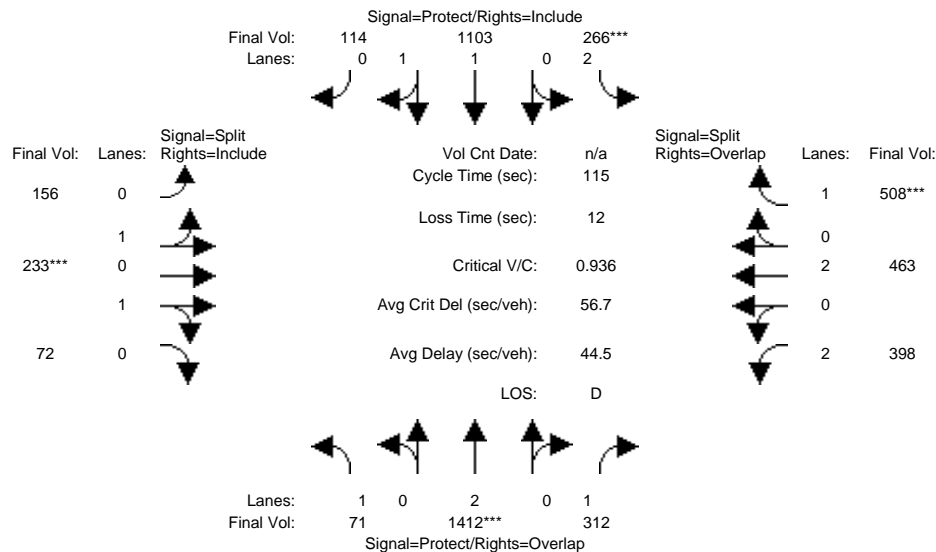 Signal=Protect/Rights=Include
Final Vol: 114 1103 266***
Lanes: 0 1 1 0 2
Signal=Split
Final Vol: Lanes: Rights=Include
Vol Cnt Date: n/a
Signal=Split
Rights=Overlap Lanes: Final Vol:
Cycle Time (sec): 115
156 0
1 508***
Loss Time (sec): 12
1
0
233*** 0
Critical V/C: 0.936
2 463
1
Avg Crit Del (sec/veh): 56.7
0
72 0
Avg Delay (sec/veh): 44.5
2 398
LOS: D
Lanes: 1 0 2 0 1
Final Vol: 71 1412*** 312
Signal=Protect/Rights=Overlap